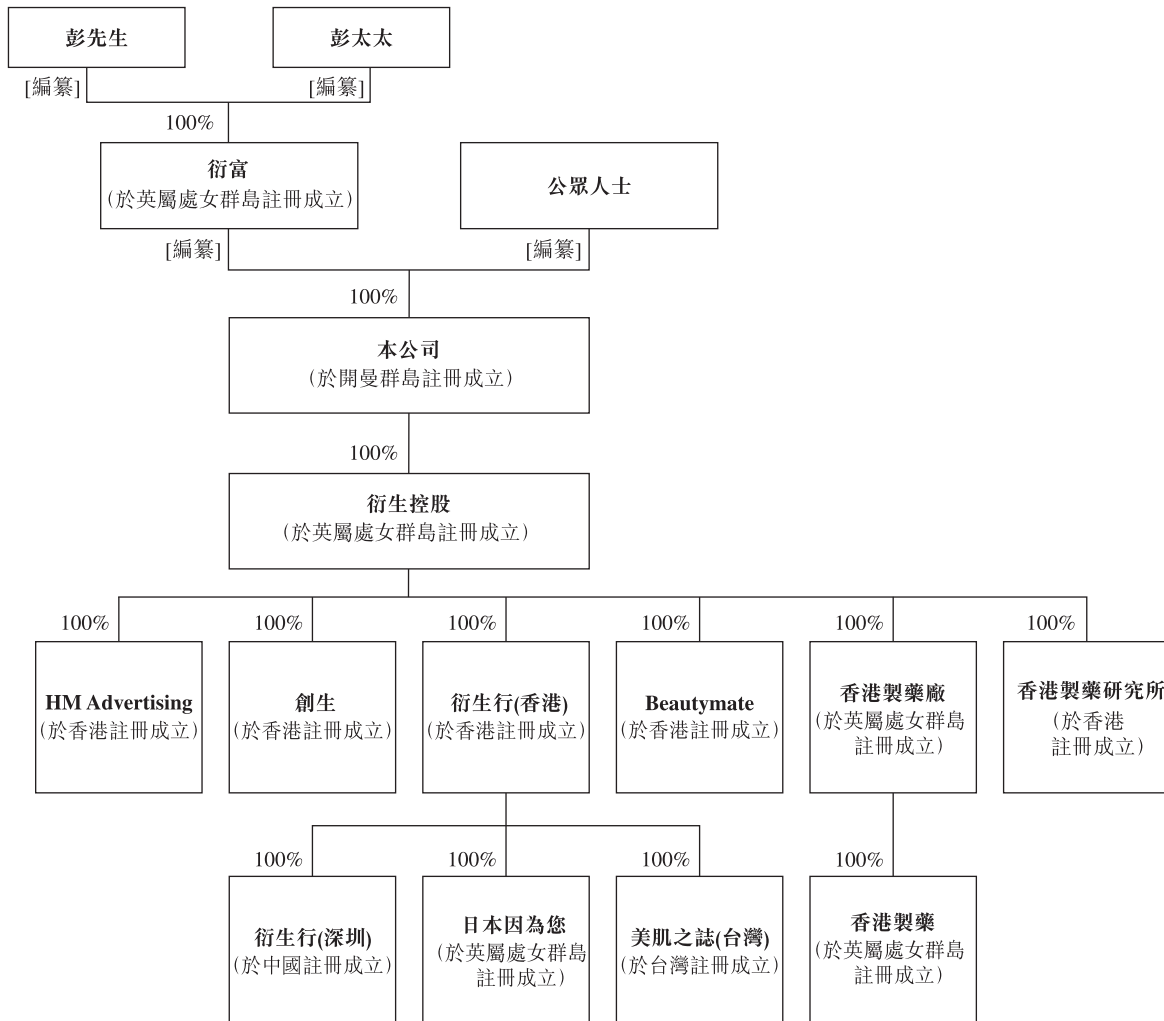 彭先生
彭太太
[編纂]
[編纂]
100%
衍富
(於英屬處女群島註冊成立)
公眾人士
[編纂]
[編纂]
100%
本公司
(於開曼群島註冊成立)
100%
衍生控股
(於英屬處女群島註冊成立)
100%
100%
100%
100%
100%
100%
HM Advertising
(於香港註冊成立)
創生
(於香港註冊成立)
衍生行(香港)
(於香港註冊成立)
Beautymate
(於香港註冊成立)
香港製藥廠
(於英屬處女群島
註冊成立)
香港製藥研究所
(於香港
註冊成立)
100%
100%
100%
100%
衍生行(深圳)
(於中國註冊成立)
日本因為您
(於英屬處女群島
註冊成立)
美肌之誌(台灣)
(於台灣註冊成立)
香港製藥
(於英屬處女群島
註冊成立)